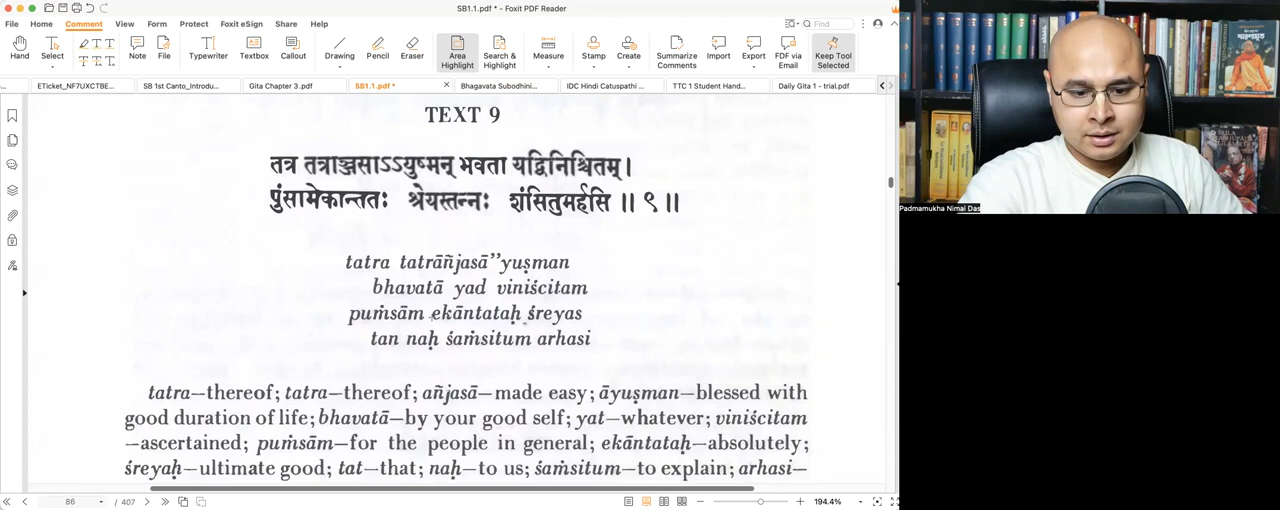 SB1.1.pdf * - Foxit PDF Reader
File Home Comment View Form Protect Foxit eSign Share Help Find
Hand Select Note File Typewriter Textbox Callout Drawing Pencil Eraser Area Highlight Search & Highlight Measure Stamp Create Summarize Comments Import Export FDF via Email Keep Tool Selected
ETicket_NF7UXCTBE... SB 1st Canto_Introdu... Gita Chapter 3.pdf SB1.1.pdf * Bhagavata Subodhini... IDC Hindi Catuspathi ... TTC 1 Student Hand... Daily Gita 1 - trial.pdf
TEXT 9
तत्र तत्राञ्जसाऽऽयुष्मन् भवता यद्विनिश्चितम् ।
पुंसामेकान्ततः श्रेयस्तन्नः शंसितुमर्हसि ॥ ९ ॥
tatra tatrāñjasā”yuṣman
bhavatā yad viniścitam
puṁsām ekāntataḥ śreyas
tan naḥ śaṁsitum arhasi
tatra—thereof; tatra—thereof; añjasā—made easy; āyuṣman—blessed with
good duration of life; bhavatā—by your good self; yat—whatever; viniścitam
—ascertained; puṁsām—for the people in general; ekāntataḥ—absolutely;
śreyaḥ—ultimate good; tat—that; naḥ—to us; śaṁsitum—to explain; arhasi—
86 / 407 194.4%
Padmamukha Nimai Das